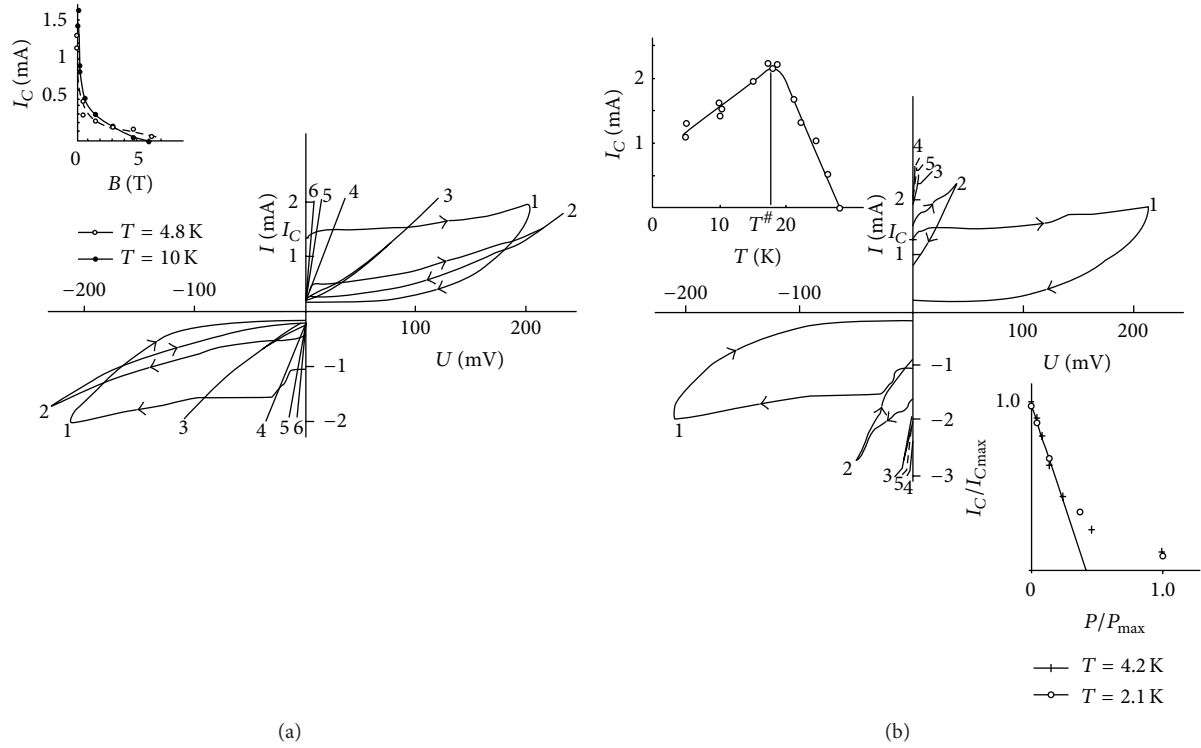 1.5
1
0.5
I_C (mA)
0
5
B (T)
T = 4.8 K
T = 10 K
6
5
4
3
1
2
2
I_C
1
I (mA)
−200
−100
100
200
U (mV)
−1
−2
2
1
3
4
5
6
(a)
2
1
I_C (mA)
0
10
T^#
20
T (K)
4
5
3
2
2
I_C
1
I (mA)
1
−200
−100
0
100
200
U (mV)
−1
−2
−3
1
2
3
5
4
1.0
I_C/I_Cmax
0
1.0
P/P_max
T = 4.2 K
T = 2.1 K
(b)